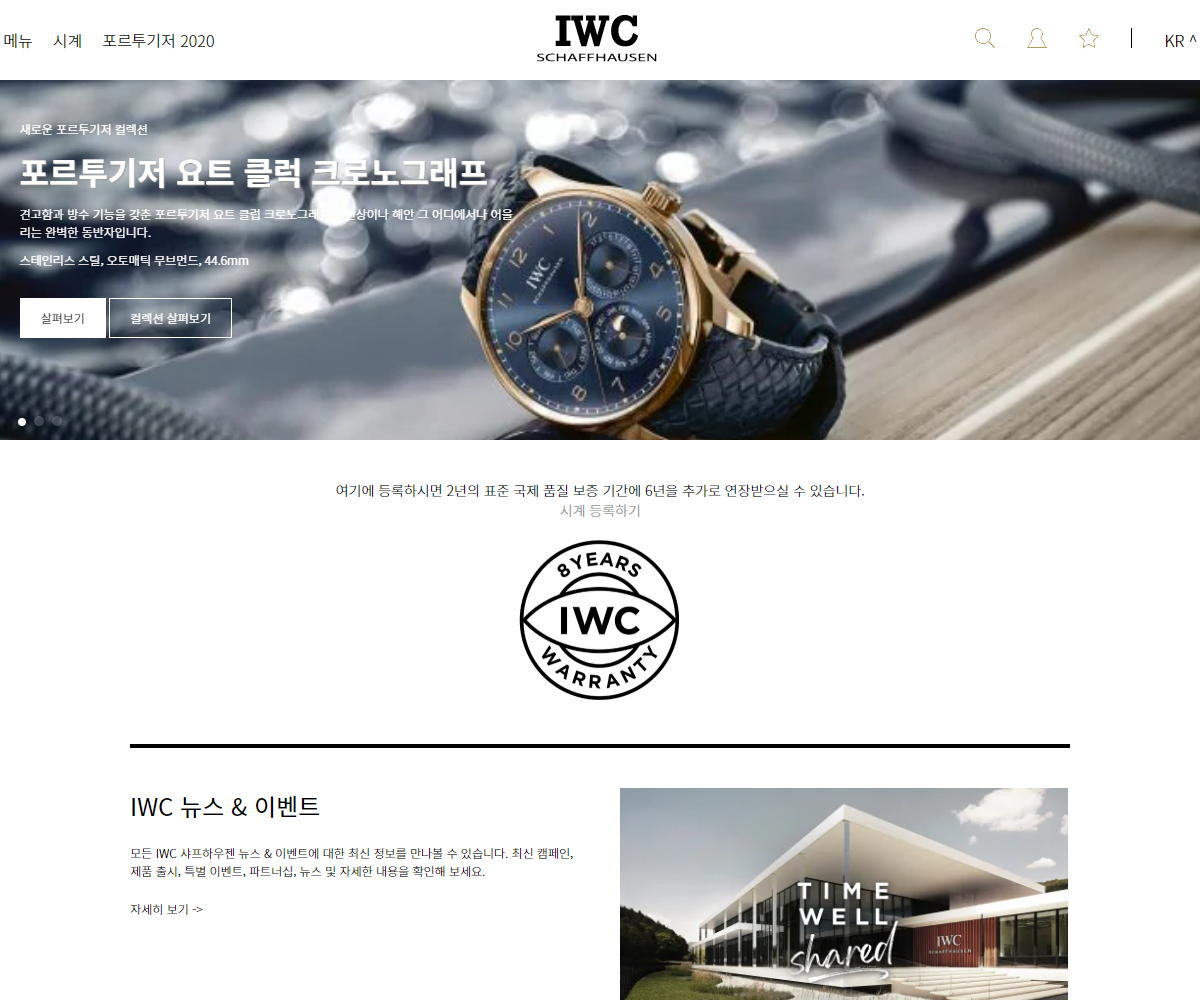 메뉴 시계 포르투기저 2020
IWC
SCHAFFHAUSEN
KR ^
새로운 포르투기저 컬렉션
포르투기저 요트 클럭 크로노그래프
견고함과 방수 기능을 갖춘 포르투기저 요트 클럽 크로노그래 선상이나 해안 그 어디에서나 어울
리는 완벽한 동반자입니다.
스테인리스 스틸, 오토매틱 무브먼드, 44.6mm
살펴보기 컬렉션 살펴보기
IWC
SCHAFFHAUSEN
여기에 등록하시면 2년의 표준 국제 품질 보증 기간에 6년을 추가로 연장받으실 수 있습니다.
시계 등록하기
8 YEARS
IWC
WARRANTY
IWC 뉴스 & 이벤트
모든 IWC 샤프하우젠 뉴스 & 이벤트에 대한 최신 정보를 만나볼 수 있습니다. 최신 캠페인,
제품 출시, 특별 이벤트, 파트너십, 뉴스 및 자세한 내용을 확인해 보세요.
자세히 보기 ->
TIME
WELL
shared
IWC
SCHAFFHAUSEN